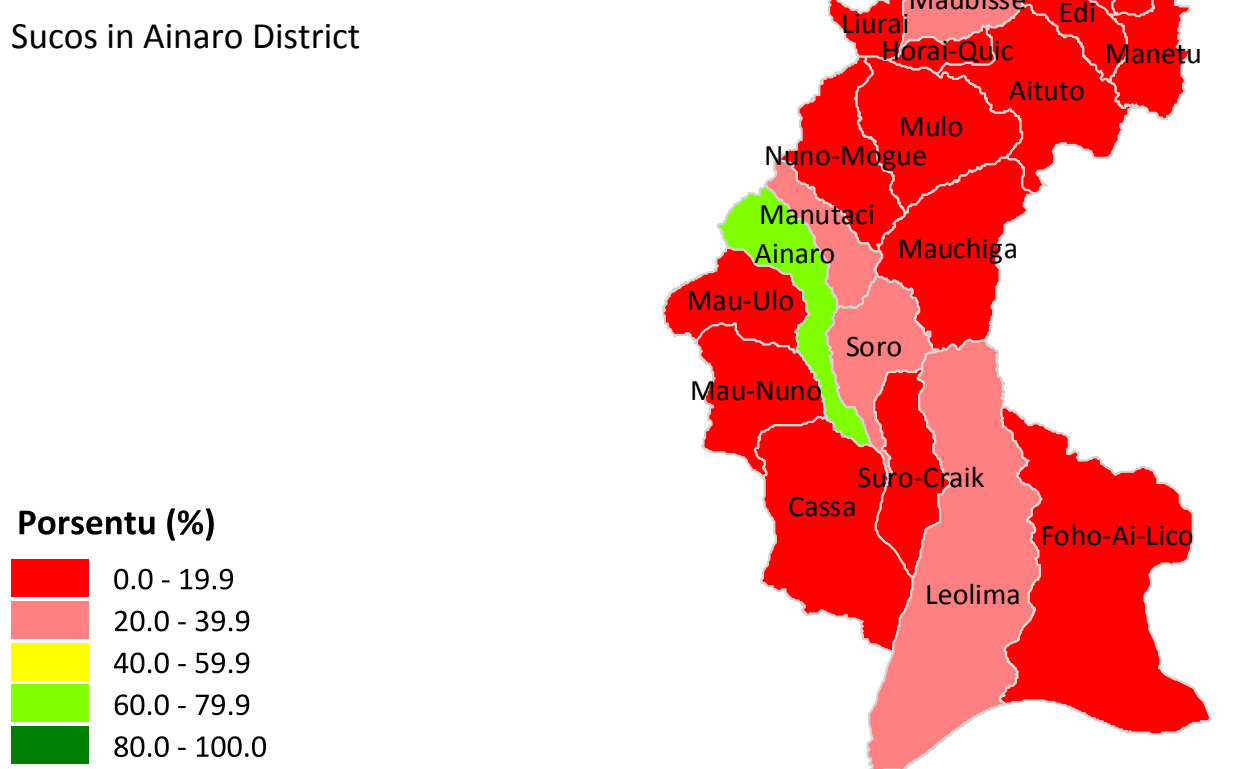 Sucos in Ainaro District
Maubisse
Liurai
Edi
Horai-Quic
Manetu
Aituto
Mulo
Nuno-Mogue
Manutaci
Ainaro
Mauchiga
Mau-Ulo
Soro
Mau-Nuno
Suro-Craik
Cassa
Foho-Ai-Lico
Leolima
Porsentu (%)
0.0 - 19.9
20.0 - 39.9
40.0 - 59.9
60.0 - 79.9
80.0 - 100.0